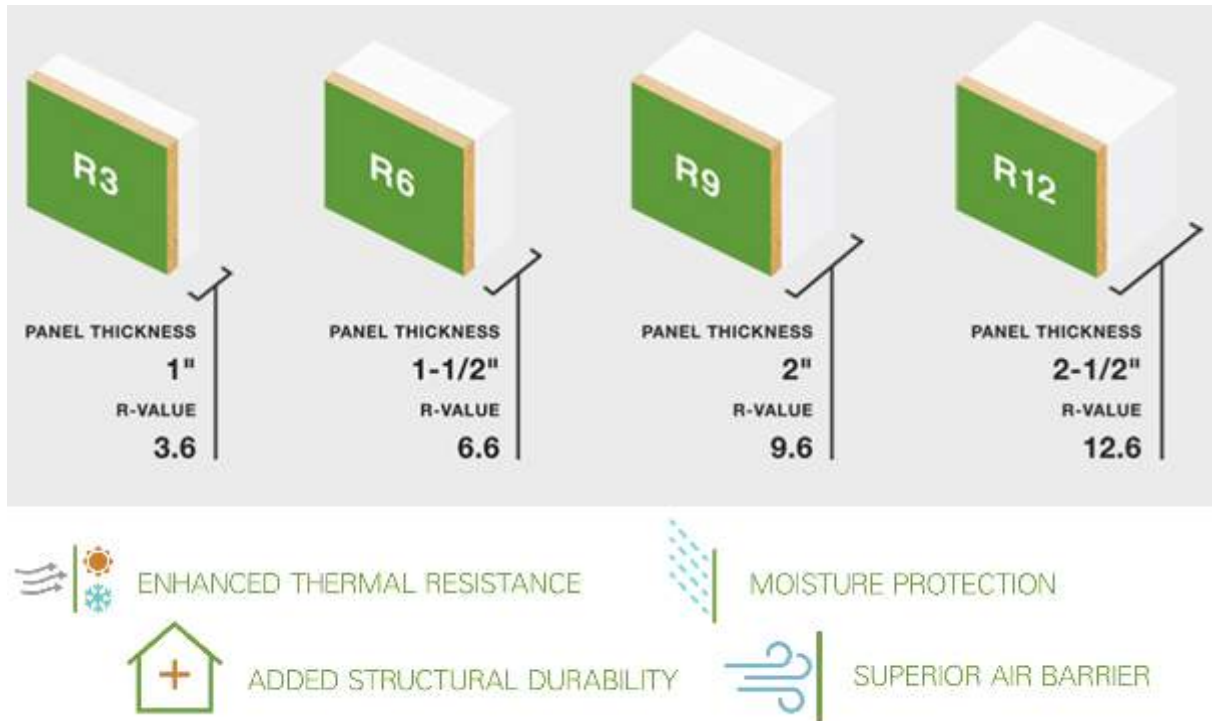 R3
R6
R9
R12
PANEL THICKNESS
1"
R-VALUE
3.6
PANEL THICKNESS
1-1/2"
R-VALUE
6.6
PANEL THICKNESS
2"
R-VALUE
9.6
PANEL THICKNESS
2-1/2"
R-VALUE
12.6
ENHANCED THERMAL RESISTANCE
MOISTURE PROTECTION
ADDED STRUCTURAL DURABILITY
SUPERIOR AIR BARRIER